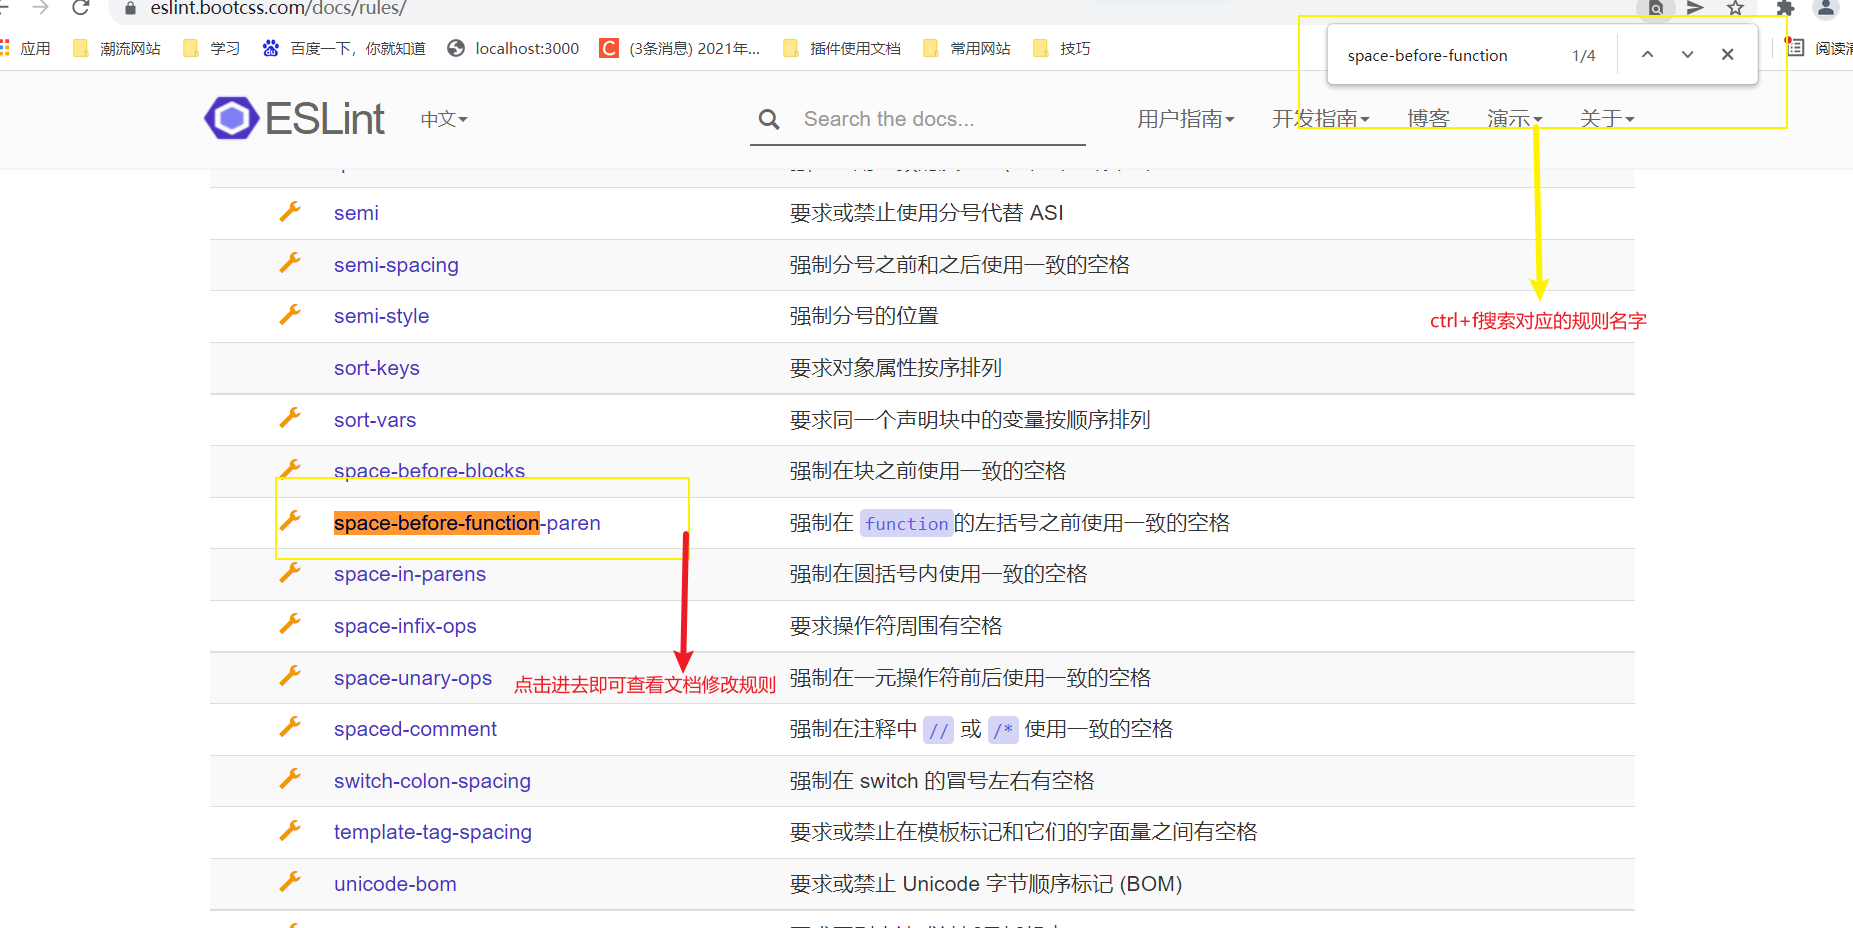 eslint.bootcss.com/docs/rules/
应用 潮流网站 学习 百度一下，你就知道 localhost:3000 (3条消息) 2021年... 插件使用文档 常用网站 技巧 阅读清
space-before-function 1/4
ESLint 中文 Search the docs... 用户指南 开发指南 博客 演示 关于
semi 要求或禁止使用分号代替 ASI
semi-spacing 强制分号之前和之后使用一致的空格
semi-style 强制分号的位置
ctrl+f搜索对应的规则名字
sort-keys 要求对象属性按序排列
sort-vars 要求同一个声明块中的变量按顺序排列
space-before-blocks 强制在块之前使用一致的空格
space-before-function-paren 强制在 function的左括号之前使用一致的空格
space-in-parens 强制在圆括号内使用一致的空格
space-infix-ops 要求操作符周围有空格
space-unary-ops 强制在一元操作符前后使用一致的空格
点击进去即可查看文档修改规则
spaced-comment 强制在注释中 // 或 /* 使用一致的空格
switch-colon-spacing 强制在 switch 的冒号左右有空格
template-tag-spacing 要求或禁止在模板标记和它们的字面量之间有空格
unicode-bom 要求或禁止 Unicode 字节顺序标记 (BOM)